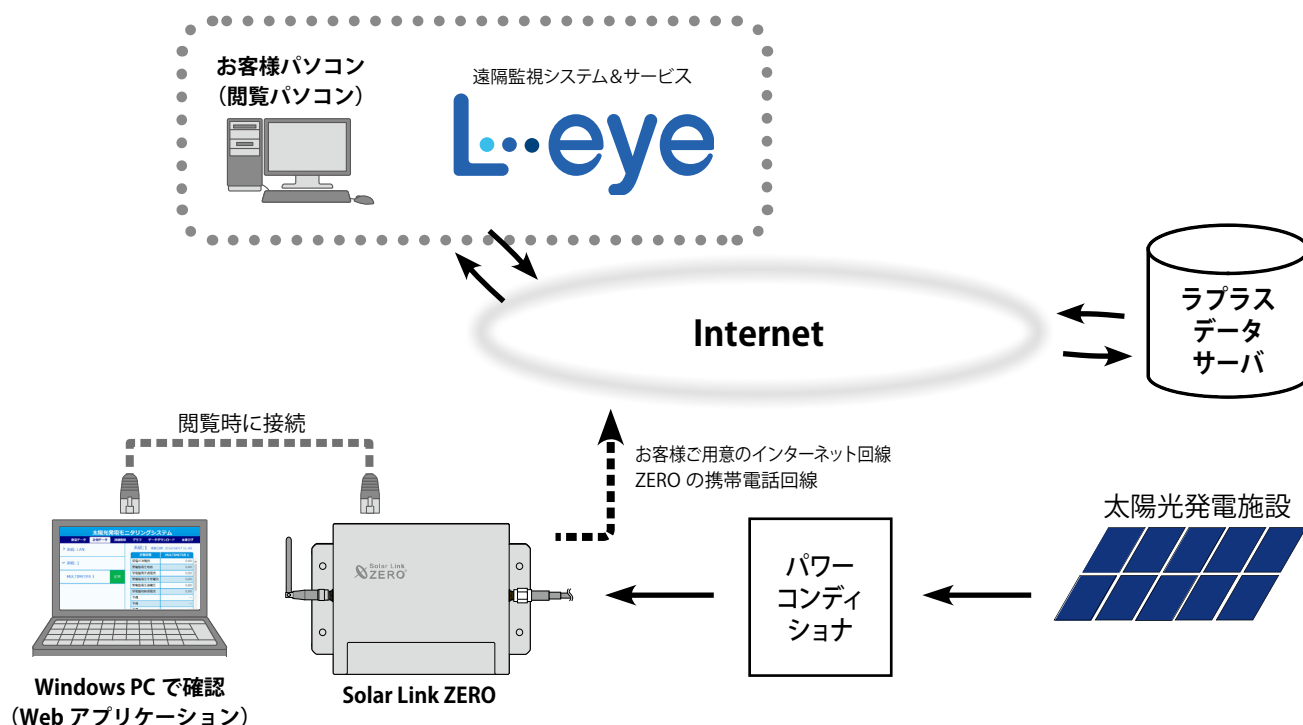 お客様パソコン
（閲覧パソコン）
遠隔監視システム＆サービス
L・・・eye
Internet
ラプラス
データ
サーバ
閲覧時に接続
お客様ご用意のインターネット回線
ZERO の携帯電話回線
太陽光発電施設
パワー
コンディ
ショナ
太陽光発電モニタリングシステム
Solar Link
ZERO
Windows PC で確認
（Web アプリケーション）
Solar Link ZERO